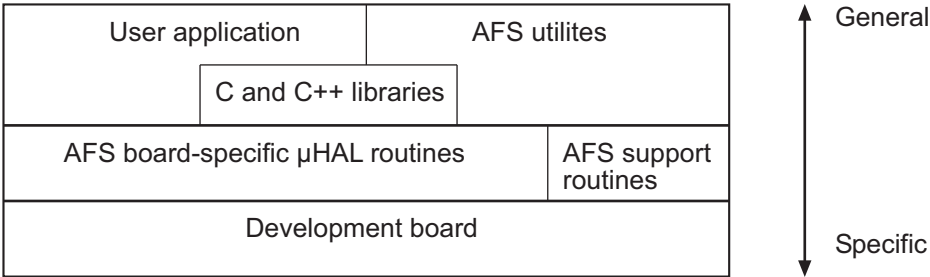 User application
AFS utilites
General
C and C++ libraries
AFS board-specific µHAL routines
AFS support
routines
Development board
Specific